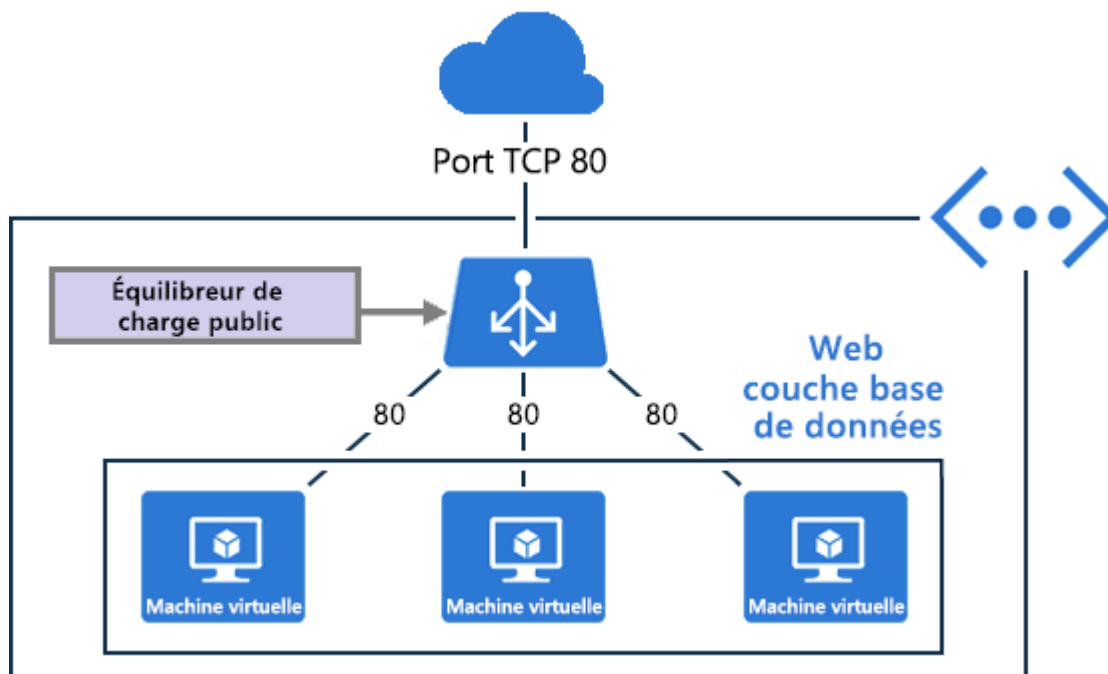 Port TCP 80
Équilibreur de
charge public
Web
couche base
de données
80
80
80
Machine virtuelle
Machine virtuelle
Machine virtuelle